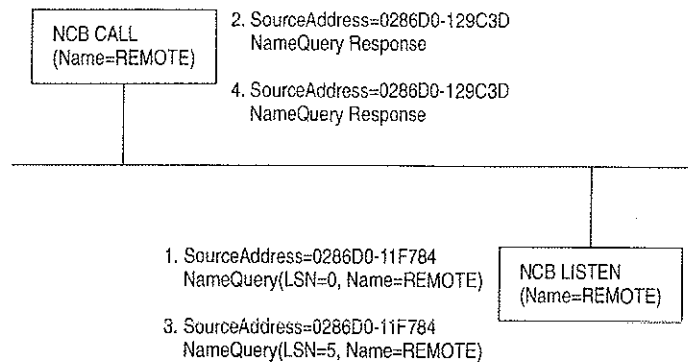 NCB CALL
(Name=REMOTE)
2. SourceAddress=0286D0-129C3D
NameQuery Response
4. SourceAddress=0286D0-129C3D
NameQuery Response
1. SourceAddress=0286D0-11F784
NameQuery(LSN=0, Name=REMOTE)
3. SourceAddress=0286D0-11F784
NameQuery(LSN=5, Name=REMOTE)
NCB LISTEN
(Name=REMOTE)